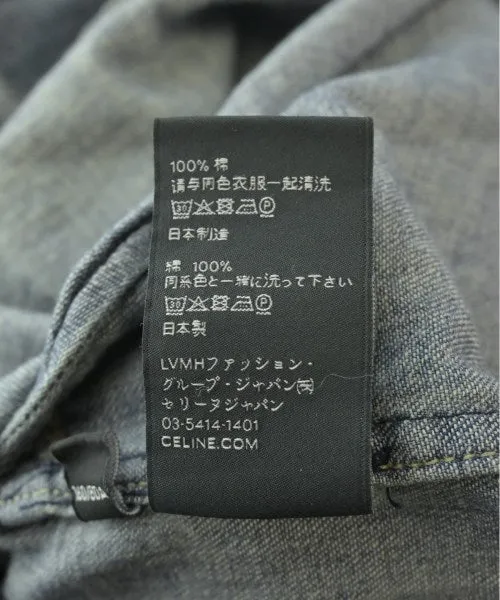 100% 棉
请与同色衣服一起清洗
30 P
日本制造
綿 100%
同系色と一緒に洗って下さい
30 P
日本製
LVMHファッション・
グループ・ジャパン㈱
セリーヌジャパン
03-5414-1401
CELINE.COM